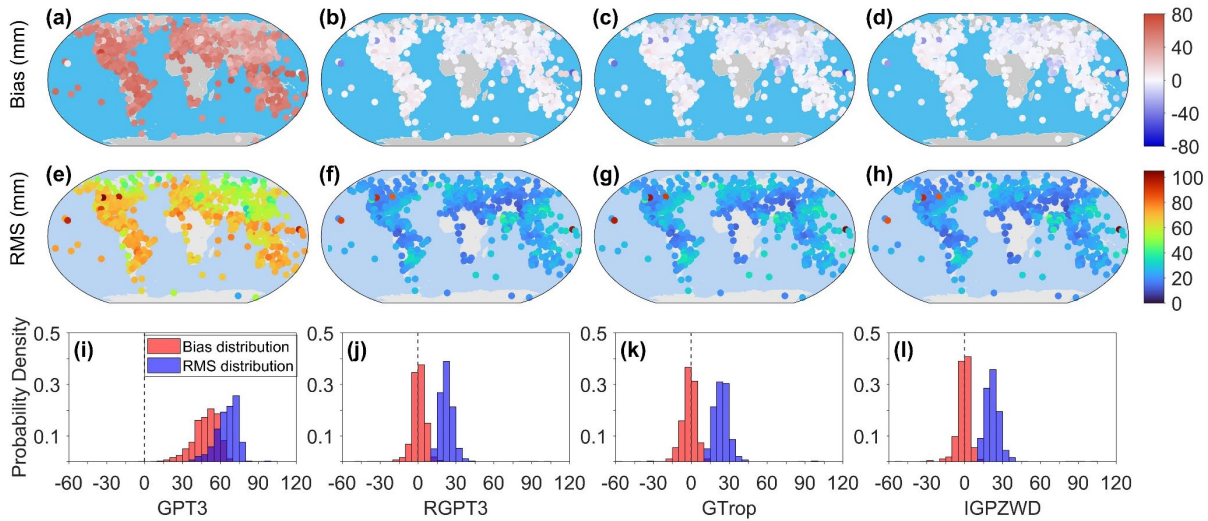 (a) (b) (c) (d)
Bias (mm)
80
40
0
-40
-80
(e) (f) (g) (h)
RMS (mm)
100
80
60
40
20
0
Probability Density
0.5 0.5 0.5 0.5
0.3 0.3 0.3 0.3
0.1 0.1 0.1 0.1
(i) (j) (k) (l)
Bias distribution
RMS distribution
-60 -30 0 30 60 90 120 -60 -30 0 30 60 90 120 -60 -30 0 30 60 90 120 -60 -30 0 30 60 90 120
GPT3 RGPT3 GTrop IGPZWD